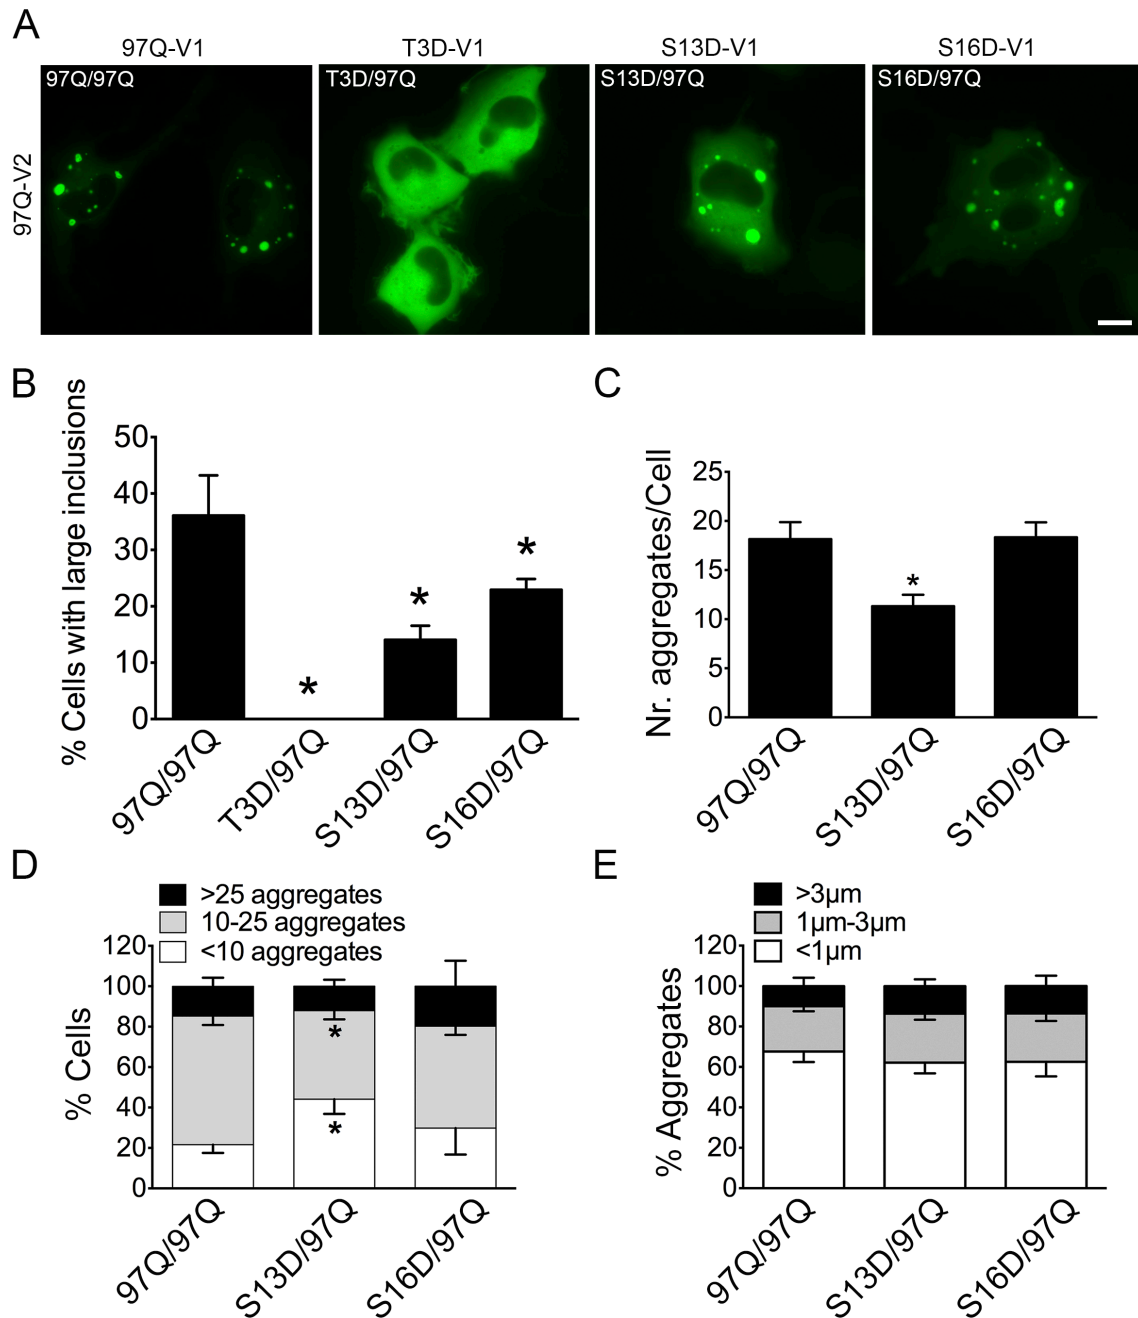 A
97Q-V1 T3D-V1 S13D-V1 S16D-V1
97Q-V2
97Q/97Q T3D/97Q S13D/97Q S16D/97Q
B
% Cells with large inclusions
50
40
30
20
10
0
* * *
97Q/97Q T3D/97Q S13D/97Q S16D/97Q
C
Nr. aggregates/Cell
25
20
15
10
5
0
*
97Q/97Q S13D/97Q S16D/97Q
D
>25 aggregates
10-25 aggregates
<10 aggregates
% Cells
120
100
80
60
40
20
0
*
*
97Q/97Q S13D/97Q S16D/97Q
E
>3µm
1µm-3µm
<1µm
% Aggregates
120
100
80
60
40
20
0
97Q/97Q S13D/97Q S16D/97Q